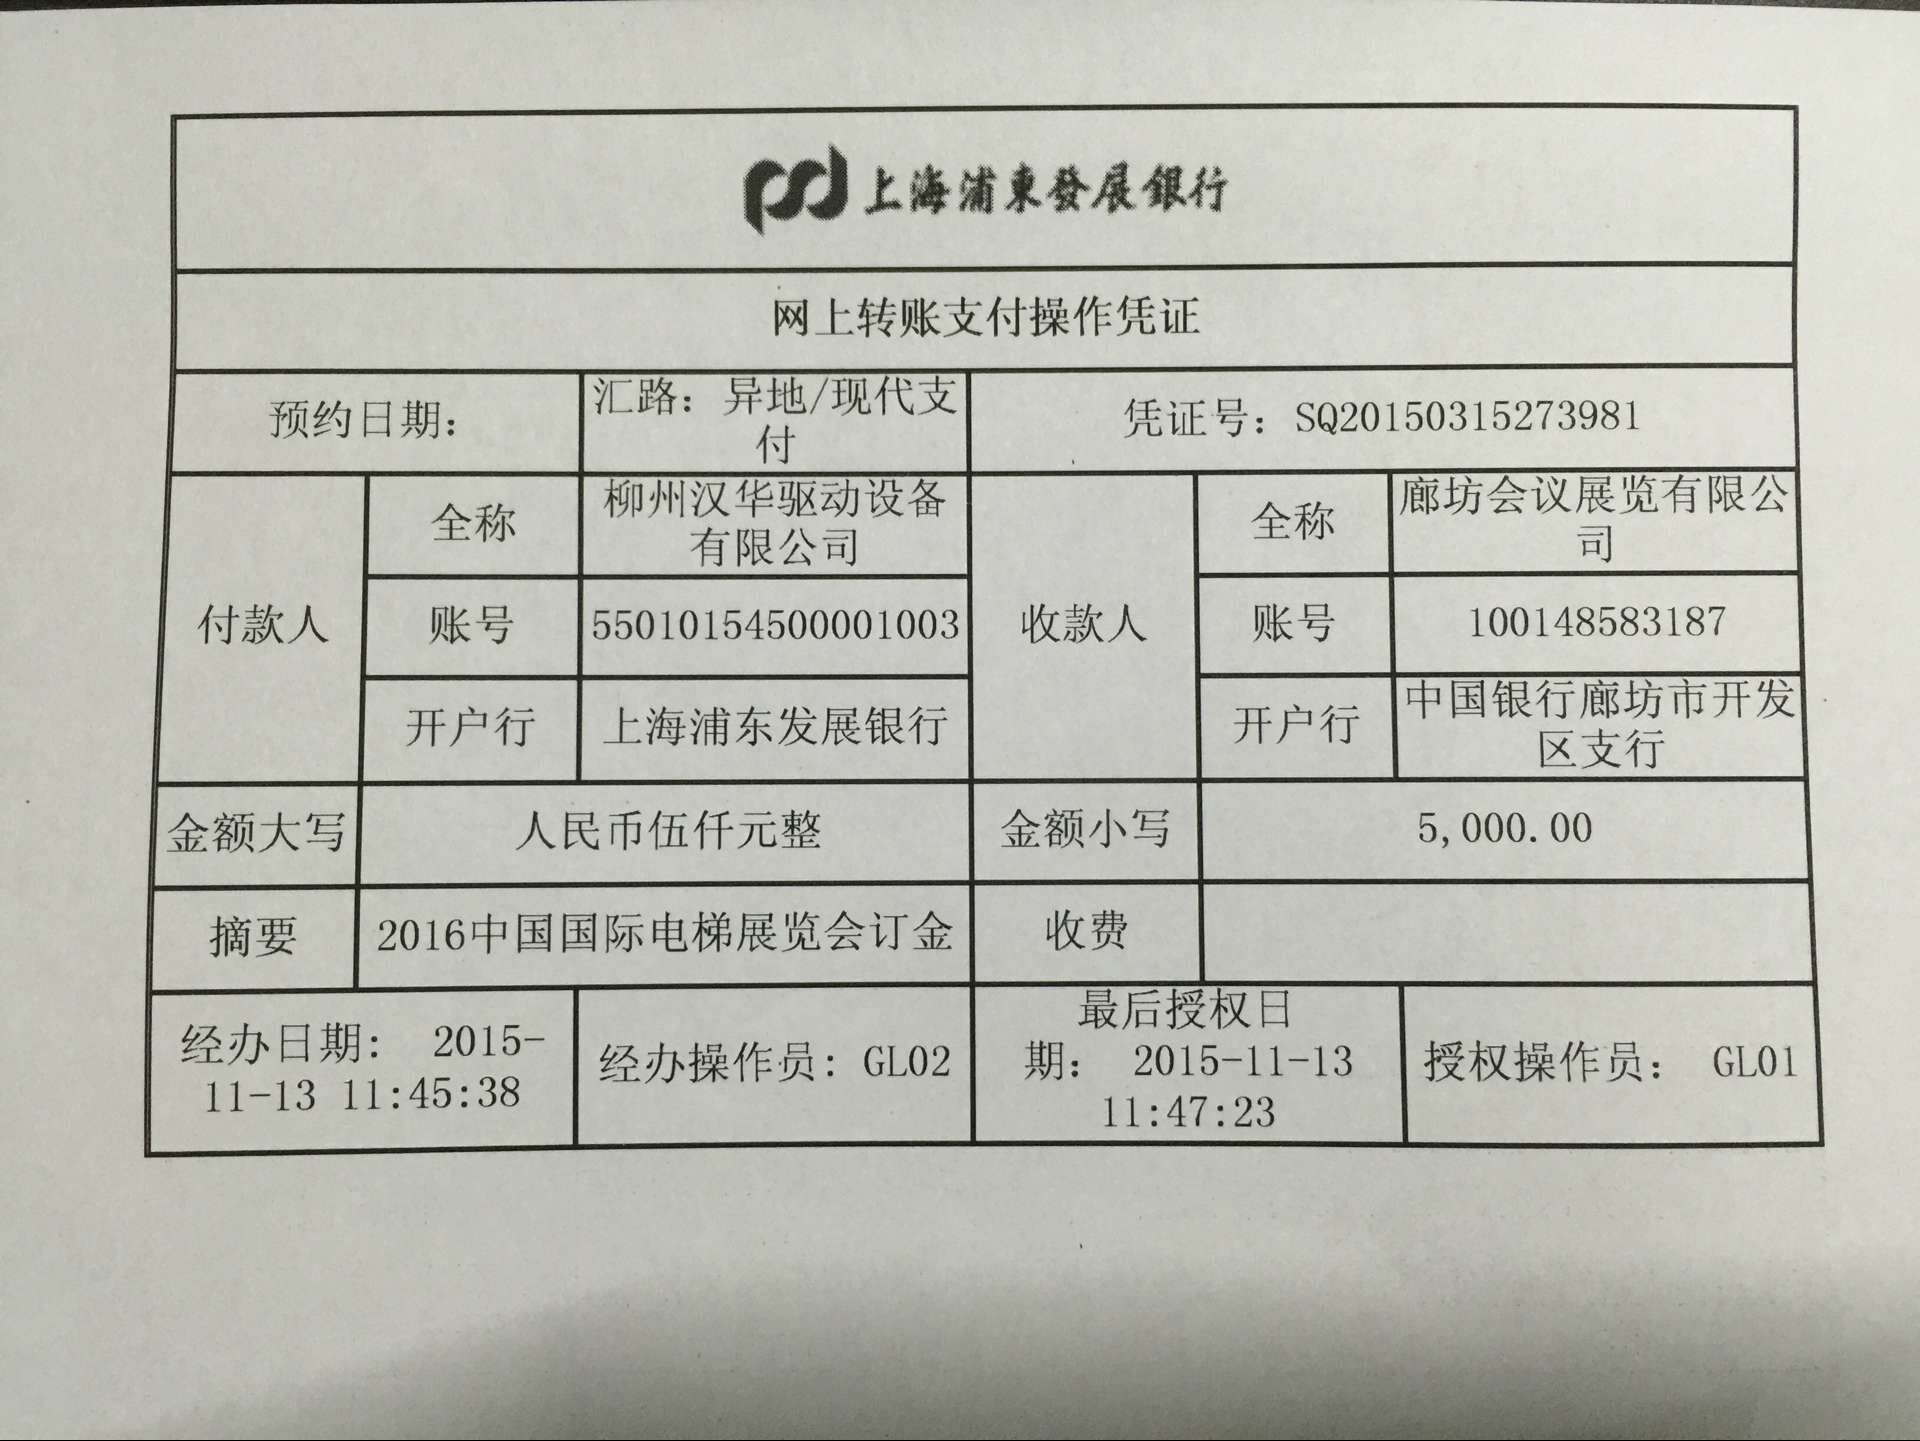 上海浦東發展銀行
网上转账支付操作凭证
预约日期:
汇路：异地/现代支
付
凭证号：SQ20150315273981
付款人
全称
柳州汉华驱动设备
有限公司
收款人
全称
廊坊会议展览有限公
司
账号
55010154500001003
账号
100148583187
开户行
上海浦东发展银行
开户行
中国银行廊坊市开发
区支行
金额大写
人民币伍仟元整
金额小写
5,000.00
摘要
2016中国国际电梯展览会订金
收费
经办日期： 2015-
11-13 11:45:38
经办操作员：GL02
最后授权日
期： 2015-11-13
11:47:23
授权操作员： GL01